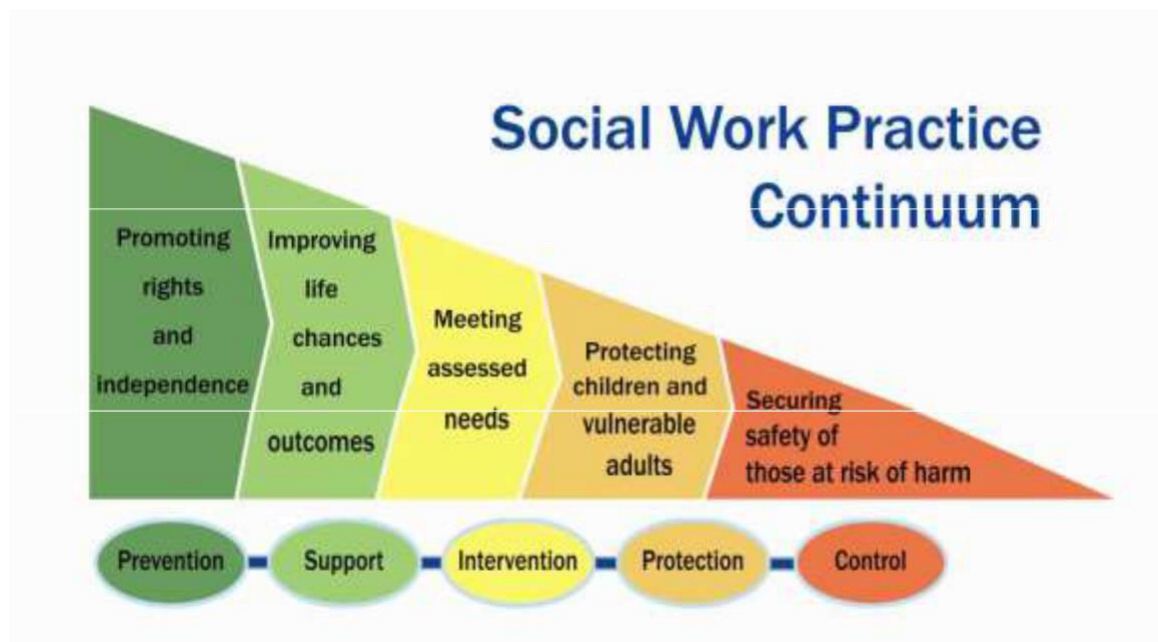 Social Work Practice
Continuum
Promoting
rights
and
independence
Improving
life
chances
and
outcomes
Meeting
assessed
needs
Protecting
children and
vulnerable
adults
Securing
safety of
those at risk of harm
Prevention
Support
Intervention
Protection
Control